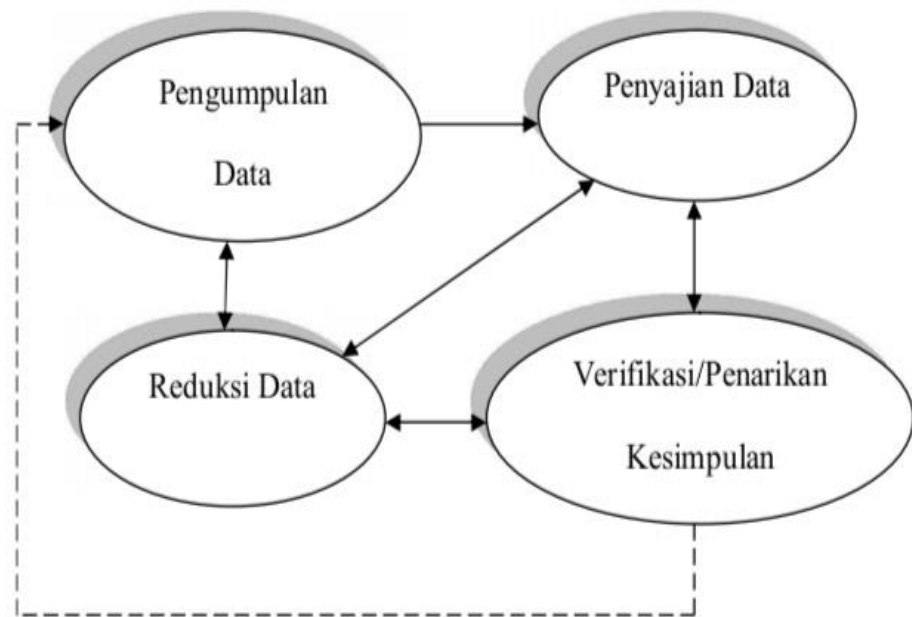 Pengumpulan
Data
Penyajian Data
Reduksi Data
Verifikasi/Penarikan
Kesimpulan